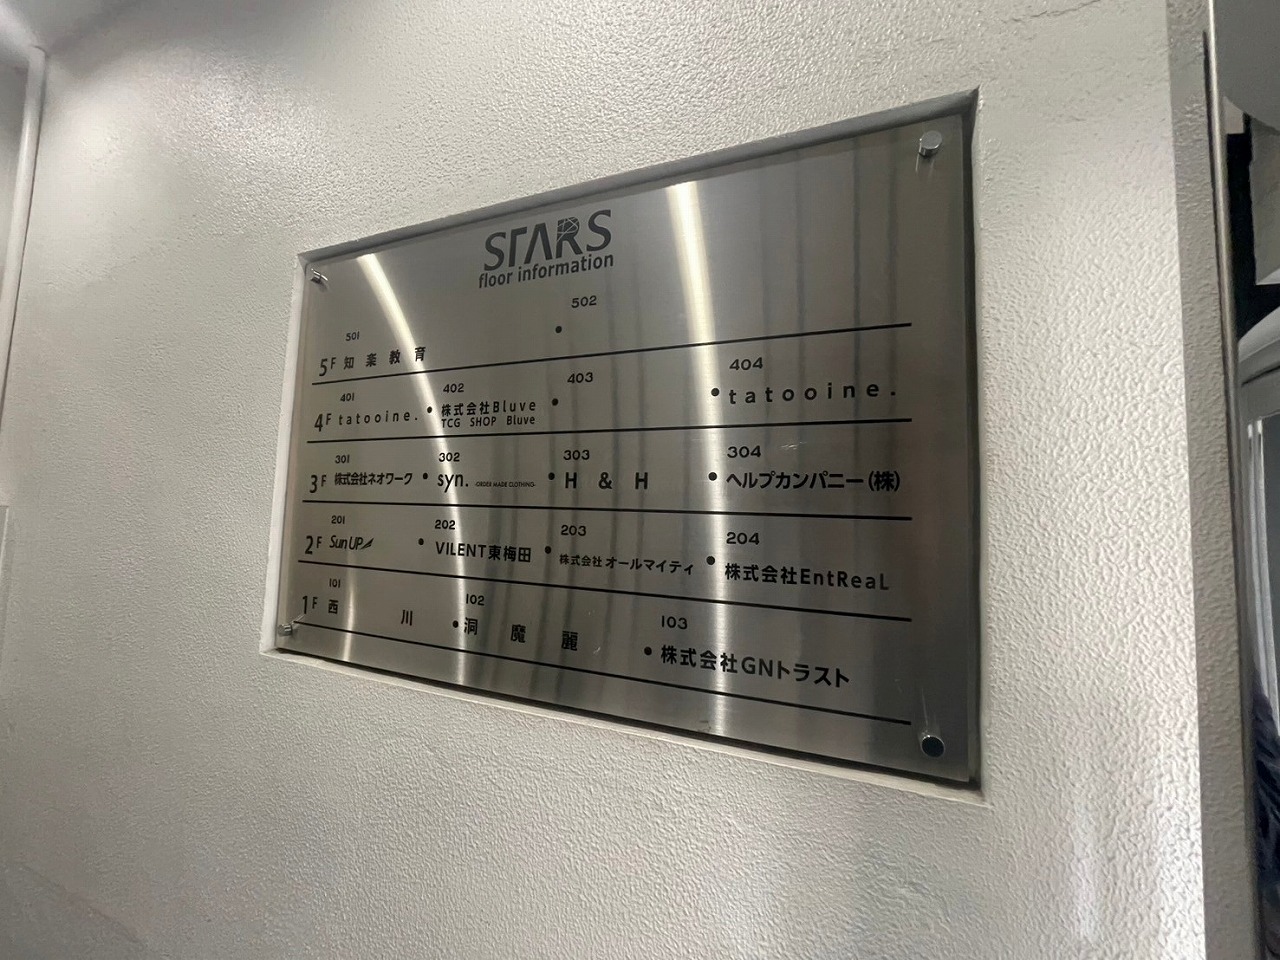 STARS
floor information
501 502
5F 知楽教育 ・
401 402 403 404
4F tatooine. ・株式会社Bluve ・ ・tatooine.
TCG SHOP Bluve
301 302 303 304
3F 株式会社ネオワーク ・syn. -ORDER MADE CLOTHING- ・H & H ・ヘルプカンパニー(株)
201 202 203 204
2F SunUP ・VILENT東梅田 ・株式会社オールマイティ ・株式会社EntReaL
101 102 103
1F 西川 ・洞魔麗 ・株式会社GNトラスト